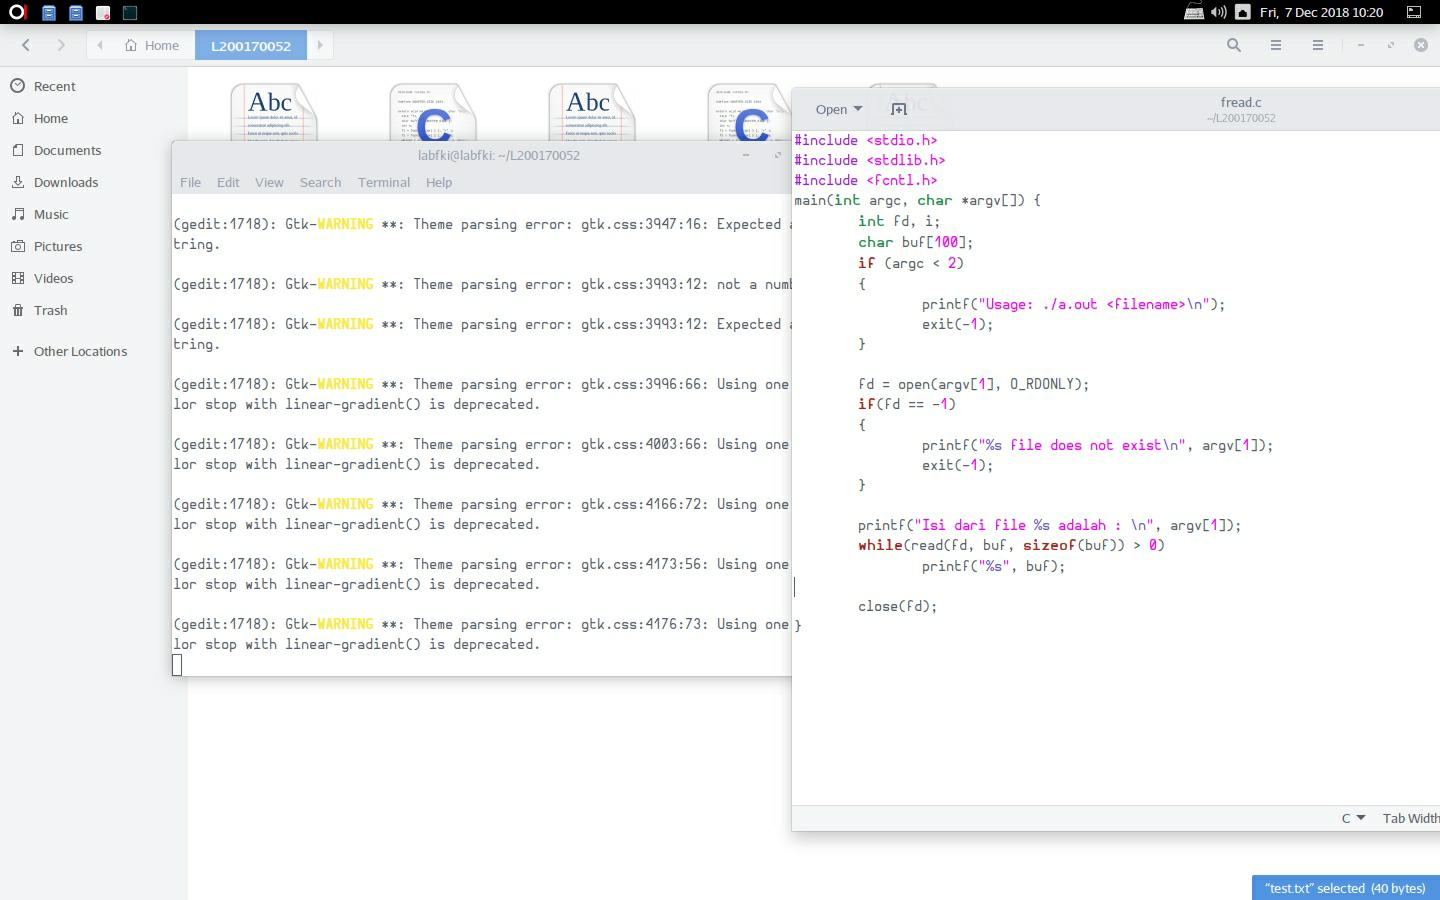 Fri, 7 Dec 2018 10:20
Home
L200170052
Recent
Home
Documents
Downloads
Music
Pictures
Videos
Trash
Other Locations
Abc
C
Abc
C
labfki@labfki: ~/L200170052
File Edit View Search Terminal Help
(gedit:1718): Gtk-WARNING **: Theme parsing error: gtk.css:3947:16: Expected a
tring.
(gedit:1718): Gtk-WARNING **: Theme parsing error: gtk.css:3993:12: not a numb
(gedit:1718): Gtk-WARNING **: Theme parsing error: gtk.css:3993:12: Expected a
tring.
(gedit:1718): Gtk-WARNING **: Theme parsing error: gtk.css:3996:66: Using one
lor stop with linear-gradient() is deprecated.
(gedit:1718): Gtk-WARNING **: Theme parsing error: gtk.css:4003:66: Using one
lor stop with linear-gradient() is deprecated.
(gedit:1718): Gtk-WARNING **: Theme parsing error: gtk.css:4166:72: Using one
lor stop with linear-gradient() is deprecated.
(gedit:1718): Gtk-WARNING **: Theme parsing error: gtk.css:4173:56: Using one
lor stop with linear-gradient() is deprecated.
(gedit:1718): Gtk-WARNING **: Theme parsing error: gtk.css:4176:73: Using one
lor stop with linear-gradient() is deprecated.
Open
fread.c
~/L200170052
#include <stdio.h>
#include <stdlib.h>
#include <fcntl.h>
main(int argc, char *argv[]) {
int fd, i;
char buf[100];
if (argc < 2)
{
printf("Usage: ./a.out <filename>\n");
exit(-1);
}
fd = open(argv[1], O_RDONLY);
if(fd == -1)
{
printf("%s file does not exist\n", argv[1]);
exit(-1);
}
printf("Isi dari file %s adalah : \n", argv[1]);
while(read(fd, buf, sizeof(buf)) > 0)
printf("%s", buf);
close(fd);
}
C
Tab Width
“test.txt” selected (40 bytes)